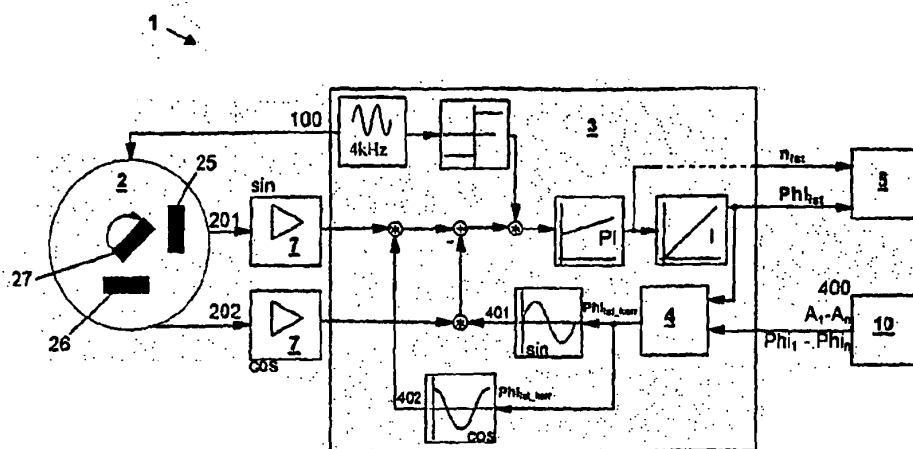 1
100
4kHz
3
n_ist
2
25
sin
201
7
PI
I
Phi_ist
27
26
202
7
cos
401
sin
Phi_ist_korr
4
400
A₁-Aₙ
Phi₁ - Phiₙ
10
402
cos
Phi_ist_korr